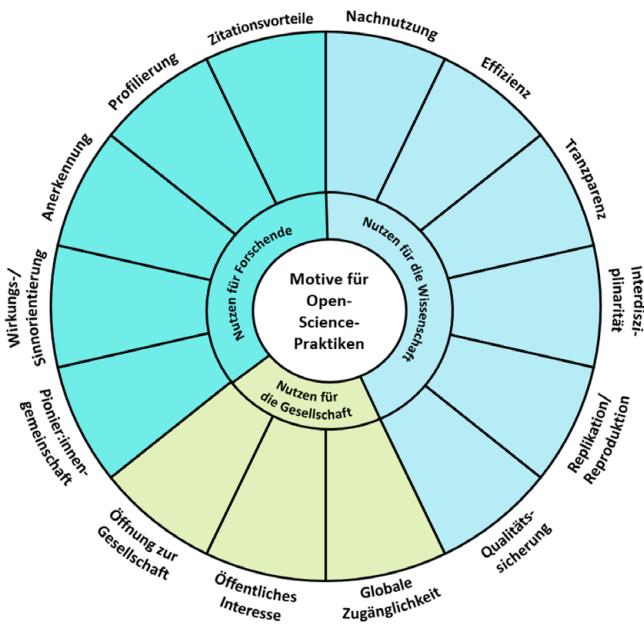 Motive für
Open-
Science-
Praktiken
Nutzen für Forschende
Nutzen für die Wissenschaft
Nutzen für
die Gesellschaft
Nachnutzung
Effizienz
Tranzparenz
Interdiszi-
plinarität
Replikation/
Reproduktion
Qualitäts-
sicherung
Globale
Zugänglichkeit
Öffentliches
Interesse
Öffnung zur
Gesellschaft
Pionier:innen-
gemeinschaft
Wirkungs-/
Sinnorientierung
Anerkennung
Profilierung
Zitationsvorteile